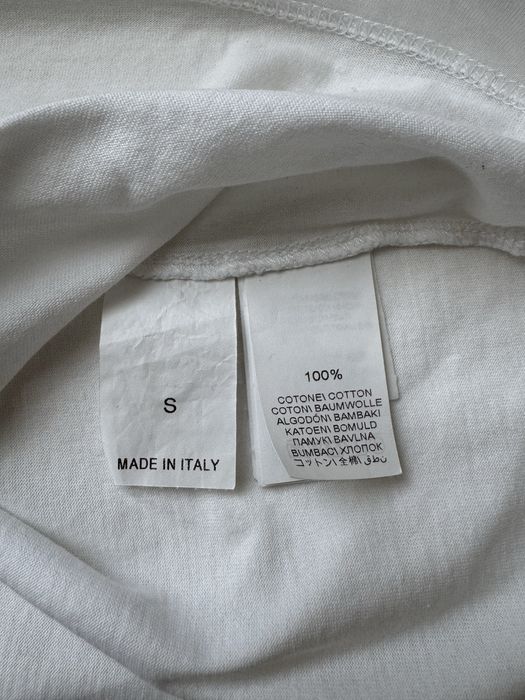 S
MADE IN ITALY
100%
COTONE\ COTTON
COTON\ BAUMWOLLE
ALGODÓN\ BAMBAKI
KATOEN\ BOMULD
ПАМУК\ BAVLNA
BUMBAC\ ХЛОПОК
コットン\ 全棉\ نطق